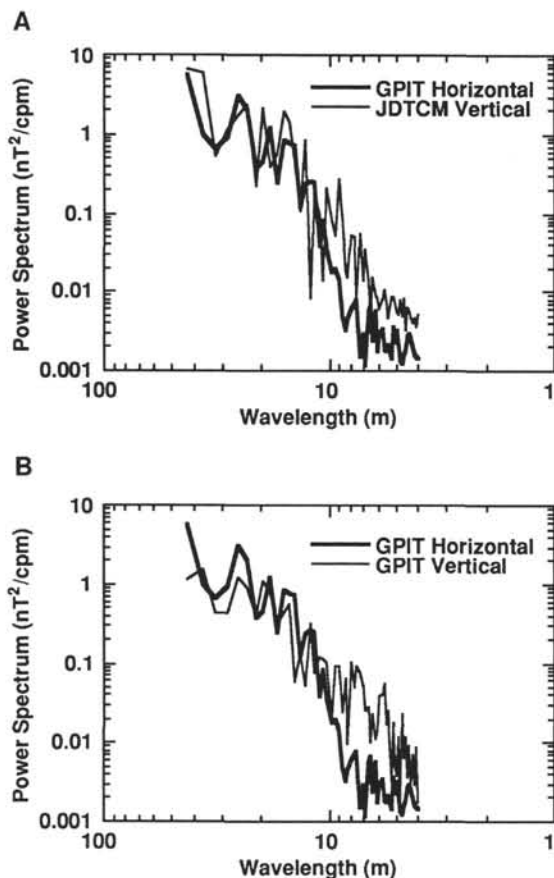 A
10
1
0.1
0.01
0.001
Power Spectrum (nT²/cpm)
GPIT Horizontal
JDTCM Vertical
100
10
1
Wavelength (m)
B
10
1
0.1
0.01
0.001
Power Spectrum (nT²/cpm)
GPIT Horizontal
GPIT Vertical
100
10
1
Wavelength (m)